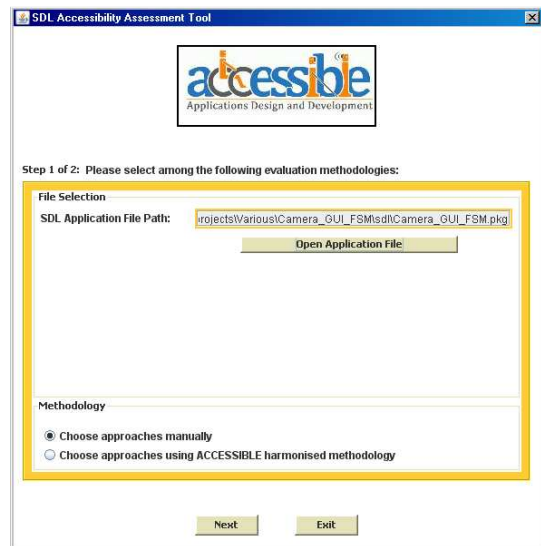 SDL Accessibility Assessment Tool
accessible
Applications Design and Development
Step 1 of 2: Please select among the following evaluation methodologies:
File Selection
SDL Application File Path: rojects\Various\Camera_GUI_FSM\sdl\Camera_GUI_FSM.pkg
Open Application File
Methodology
Choose approaches manually
Choose approaches using ACCESSIBLE harmonised methodology
Next Exit